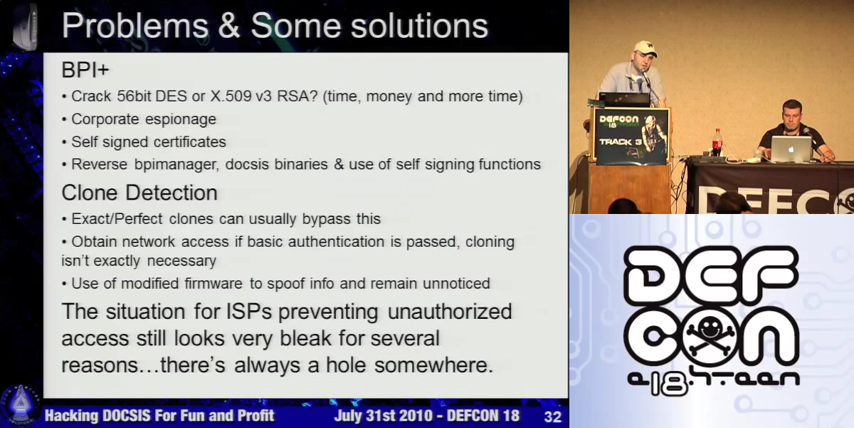 Problems & Some solutions
BPI+
• Crack 56bit DES or X.509 v3 RSA? (time, money and more time)
• Corporate espionage
• Self signed certificates
• Reverse bpimanager, docsis binaries & use of self signing functions
Clone Detection
• Exact/Perfect clones can usually bypass this
• Obtain network access if basic authentication is passed, cloning
isn't exactly necessary
• Use of modified firmware to spoof info and remain unnoticed
The situation for ISPs preventing unauthorized
access still looks very bleak for several
reasons…there's always a hole somewhere.
Hacking DOCSIS For Fun and Profit July 31st 2010 - DEFCON 18 32
DEFCON
18
TRACK 3
DEFCO
DEF
CON
e18h+een